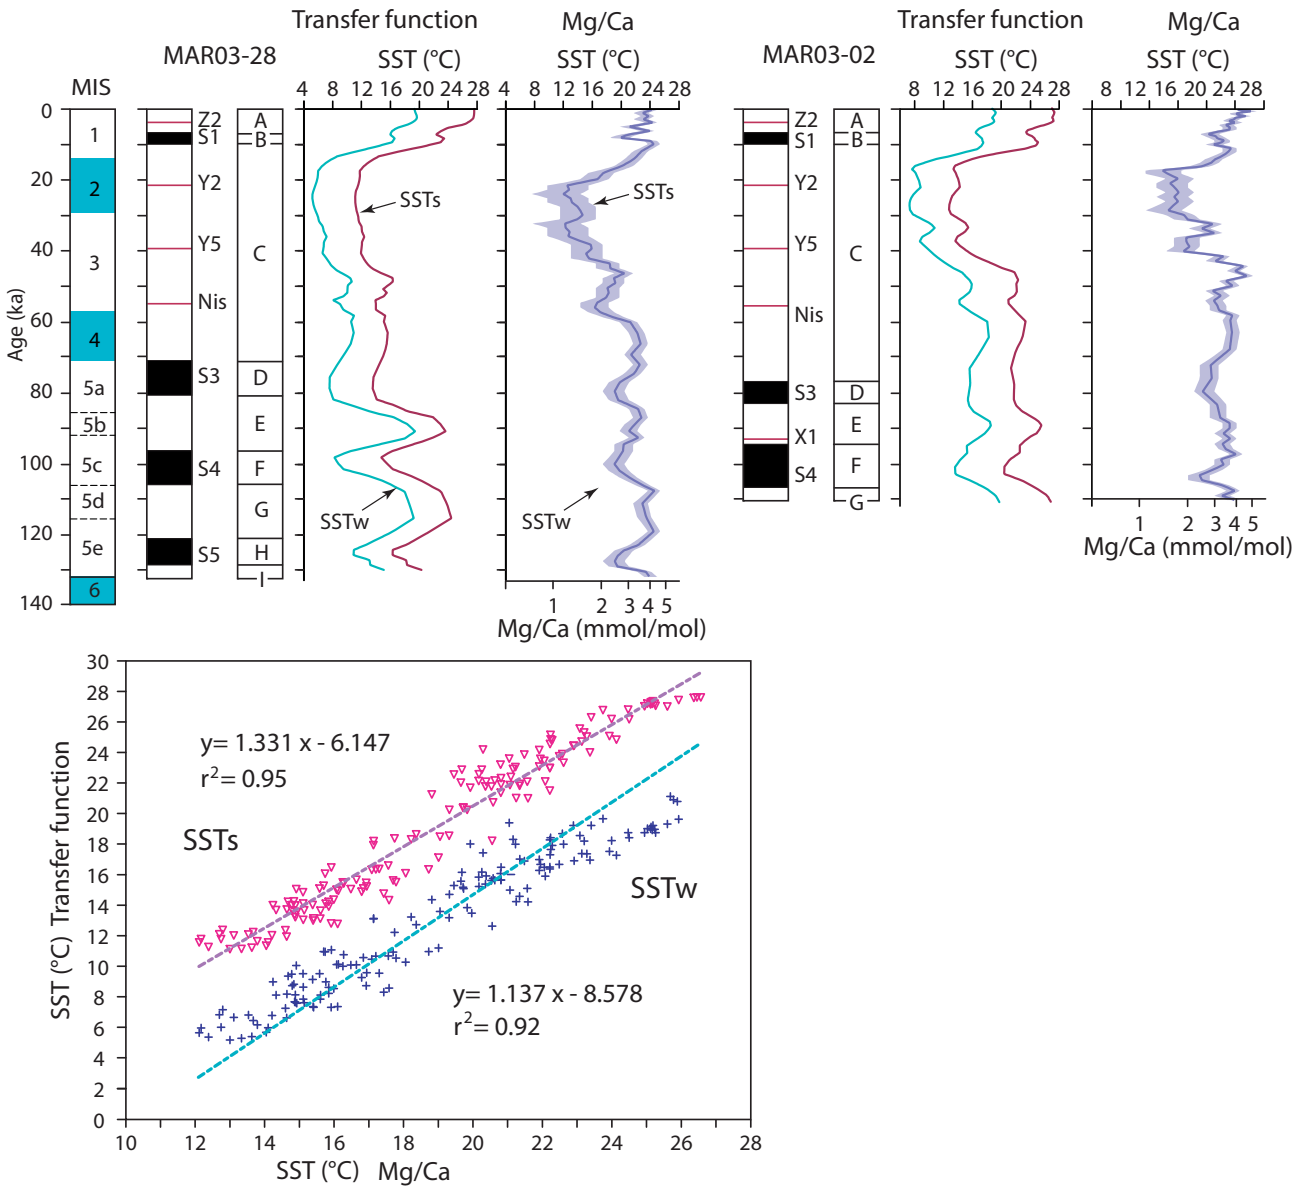 Transfer function
Mg/Ca
Transfer function
Mg/Ca
MAR03-28
SST (°C)
SST (°C)
MAR03-02
SST (°C)
SST (°C)
MIS
4 8 12 16 20 24 28
4 8 12 16 20 24 28
8 12 16 20 24 28
8 12 16 20 24 28
Age (ka)
0
20
40
60
80
100
120
140
1
2
3
4
5a
5b
5c
5d
5e
6
Z2
S1
Y2
Y5
Nis
S3
S4
S5
A
B
C
D
E
F
G
H
I
SSTs
SSTw
SSTs
SSTw
1 2 3 4 5
Mg/Ca (mmol/mol)
Z2
S1
Y2
Y5
Nis
S3
X1
S4
A
B
C
D
E
F
G
1 2 3 4 5
Mg/Ca (mmol/mol)
SST (°C) Transfer function
30
28
26
24
22
20
18
16
14
12
10
8
6
4
2
0
y= 1.331 x - 6.147
r²= 0.95
SSTs
SSTw
y= 1.137 x - 8.578
r²= 0.92
10 12 14 16 18 20 22 24 26 28
SST (°C) Mg/Ca